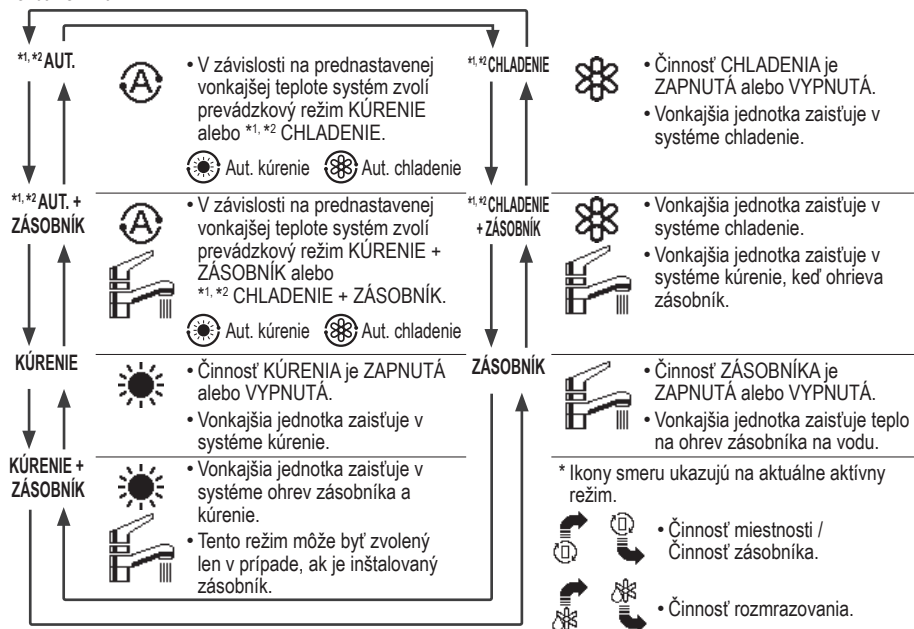 *1, *2 AUT.
• V závislosti na prednastavenej
vonkajšej teplote systém zvolí
prevádzkový režim KÚRENIE
alebo *1, *2 CHLADENIE.
Aut. kúrenie Aut. chladenie
*1, *2 AUT. +
ZÁSOBNÍK
• V závislosti na prednastavenej
vonkajšej teplote systém zvolí
prevádzkový režim KÚRENIE +
ZÁSOBNÍK alebo
*1, *2 CHLADENIE + ZÁSOBNÍK.
Aut. kúrenie Aut. chladenie
KÚRENIE
• Činnosť KÚRENIA je ZAPNUTÁ
alebo VYPNUTÁ.
• Vonkajšia jednotka zaisťuje v
systéme kúrenie.
KÚRENIE +
ZÁSOBNÍK
• Vonkajšia jednotka zaisťuje v
systéme ohrev zásobníka a
kúrenie.
• Tento režim môže byť zvolený
len v prípade, ak je inštalovaný
zásobník.
*1, *2 CHLADENIE
• Činnosť CHLADENIA je
ZAPNUTÁ alebo VYPNUTÁ.
• Vonkajšia jednotka zaisťuje v
systéme chladenie.
*1, *2 CHLADENIE
+ ZÁSOBNÍK
• Vonkajšia jednotka zaisťuje v
systéme chladenie.
• Vonkajšia jednotka zaisťuje v
systéme kúrenie, keď ohrieva
zásobník.
ZÁSOBNÍK
• Činnosť ZÁSOBNÍKA je
ZAPNUTÁ alebo VYPNUTÁ.
• Vonkajšia jednotka zaisťuje teplo
na ohrev zásobníka na vodu.
* Ikony smeru ukazujú na aktuálne aktívny
režim.
• Činnosť miestnosti /
Činnosť zásobníka.
• Činnosť rozmrazovania.